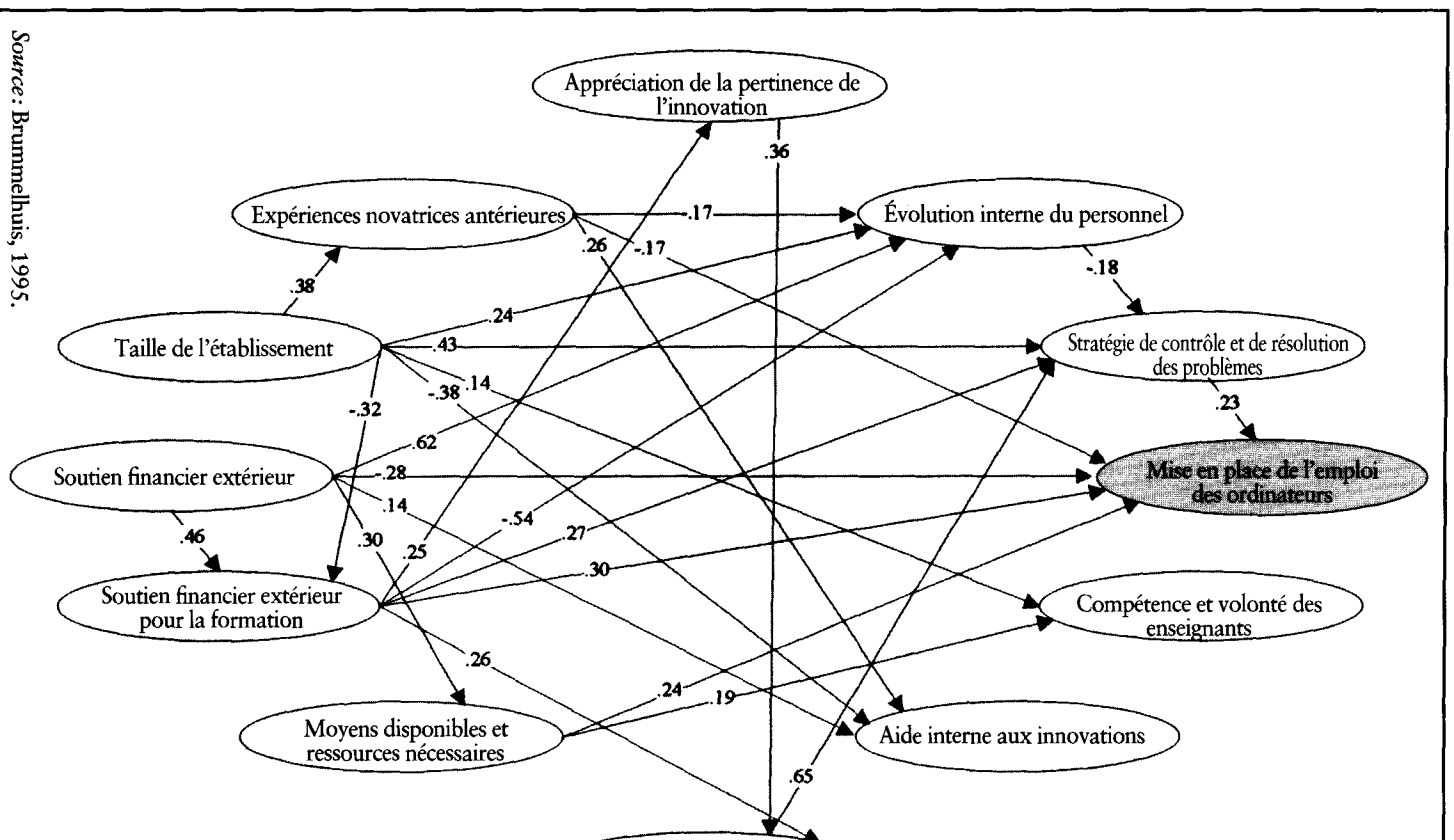 Source: Brummelhuis, 1995.
Appréciation de la pertinence de
l'innovation
.36
Expériences novatrices antérieures
-.17
Évolution interne du personnel
.26
-.17
-.18
.38
.24
Taille de l'établissement
.43
Stratégie de contrôle et de résolution
des problèmes
-.38
.14
-.32
.23
.62
Soutien financier extérieur
-.28
Mise en place de l'emploi
des ordinateurs
.14
-.54
.46
.30
.25
.27
.30
Soutien financier extérieur
pour la formation
Compétence et volonté des
enseignants
.26
.24
.19
Moyens disponibles et
ressources nécessaires
Aide interne aux innovations
.65